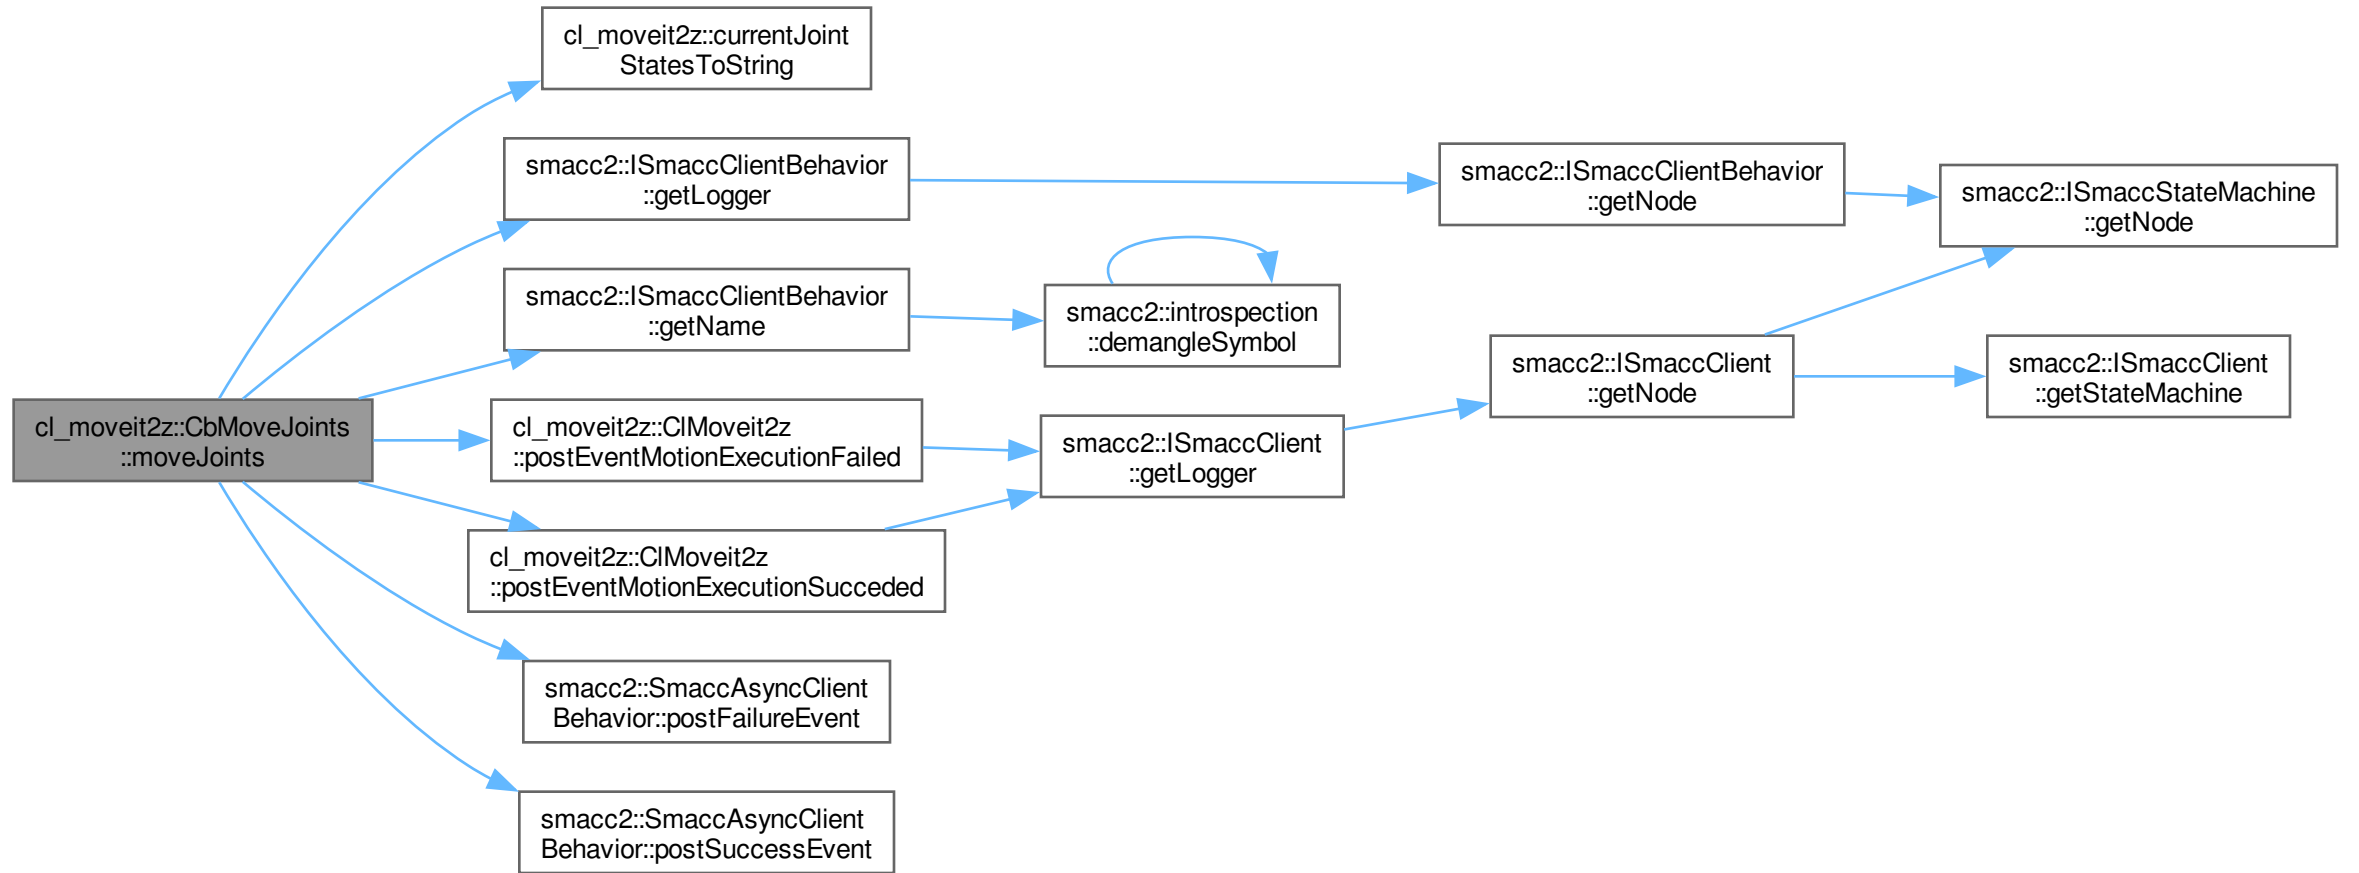 cl_moveit2z::currentJoint
StatesToString
smacc2::ISmaccClientBehavior
::getLogger
smacc2::ISmaccClientBehavior
::getNode
smacc2::ISmaccStateMachine
::getNode
smacc2::ISmaccClientBehavior
::getName
smacc2::introspection
::demangleSymbol
smacc2::ISmaccClient
::getNode
smacc2::ISmaccClient
::getStateMachine
cl_moveit2z::CbMoveJoints
::moveJoints
cl_moveit2z::ClMoveit2z
::postEventMotionExecutionFailed
smacc2::ISmaccClient
::getLogger
cl_moveit2z::ClMoveit2z
::postEventMotionExecutionSucceded
smacc2::SmaccAsyncClient
Behavior::postFailureEvent
smacc2::SmaccAsyncClient
Behavior::postSuccessEvent